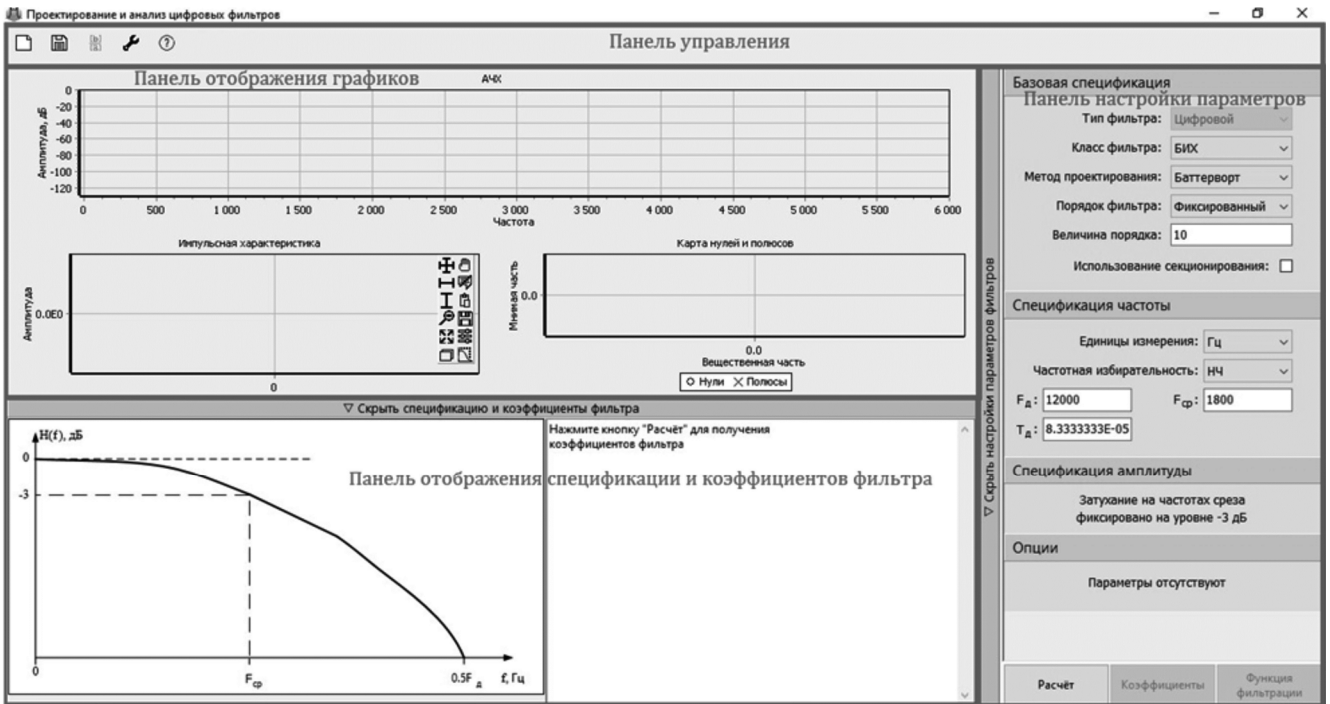 Проектирование и анализ цифровых фильтров
Панель управления
Панель отображения графиков
АЧХ
Амплитуда, дБ
0
-20
-40
-60
-80
-100
-120
0 500 1 000 1 500 2 000 2 500 3 000 3 500 4 000 4 500 5 000 5 500 6 000
Частота
Импульсная характеристика
Амплитуда
0.0E0
0
Карта нулей и полюсов
Мнимая часть
0.0
0.0
Вещественная часть
Нули Полюсы
▽ Скрыть настройки параметров фильтров
Базовая спецификация
Панель настройки параметров
Тип фильтра: Цифровой
Класс фильтра: БИХ
Метод проектирования: Баттерворт
Порядок фильтра: Фиксированный
Величина порядка: 10
Использование секционирования:
Спецификация частоты
Единицы измерения: Гц
Частотная избирательность: НЧ
Fд: 12000 Fср: 1800
Tд: 8.3333333E-05
Спецификация амплитуды
Затухание на частотах среза
фиксировано на уровне -3 дБ
Опции
Параметры отсутствуют
Расчёт Коэффициенты Функция
фильтрации
▽ Скрыть спецификацию и коэффициенты фильтра
H(f), дБ
0
-3
0 Fср 0.5Fд f, Гц
Нажмите кнопку "Расчёт" для получения
коэффициентов фильтра
Панель отображения спецификации и коэффициентов фильтра